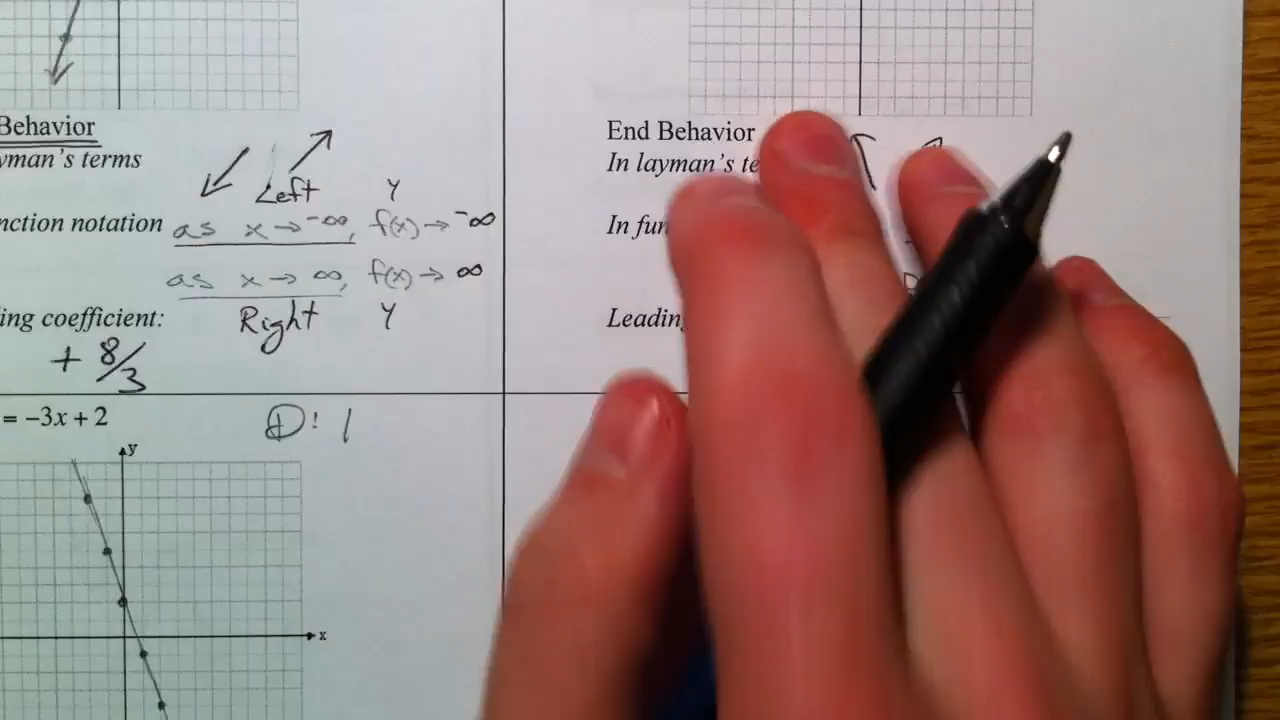 Behavior
yman's terms
Left Y
nction notation as x → ⁻∞, f(x) → ⁻∞
as x → ∞, f(x) → ∞
ing coefficient: Right Y
+ 8/3
= −3x + 2 D: 1
y
x
End Behavior
In layman's te
In fun
Leading